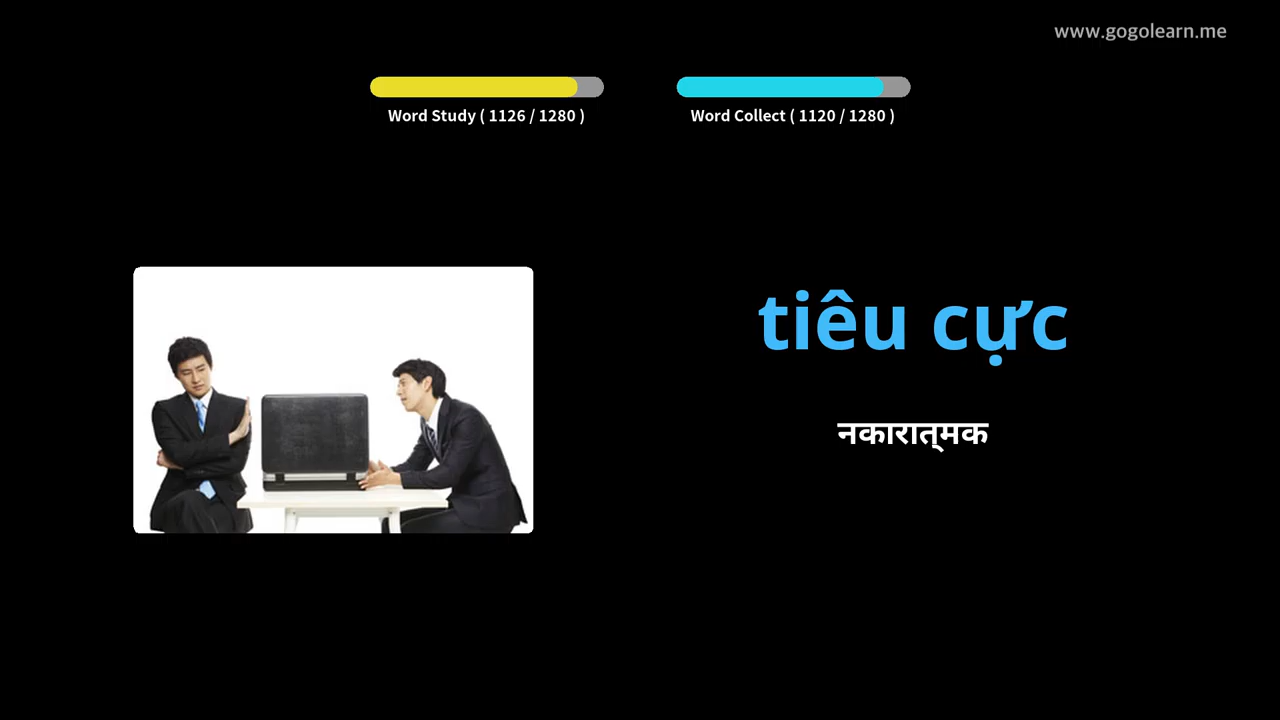 www.gogolearn.me
Word Study ( 1126 / 1280 )
Word Collect ( 1120 / 1280 )
tiêu cực
नकारात्‌मक